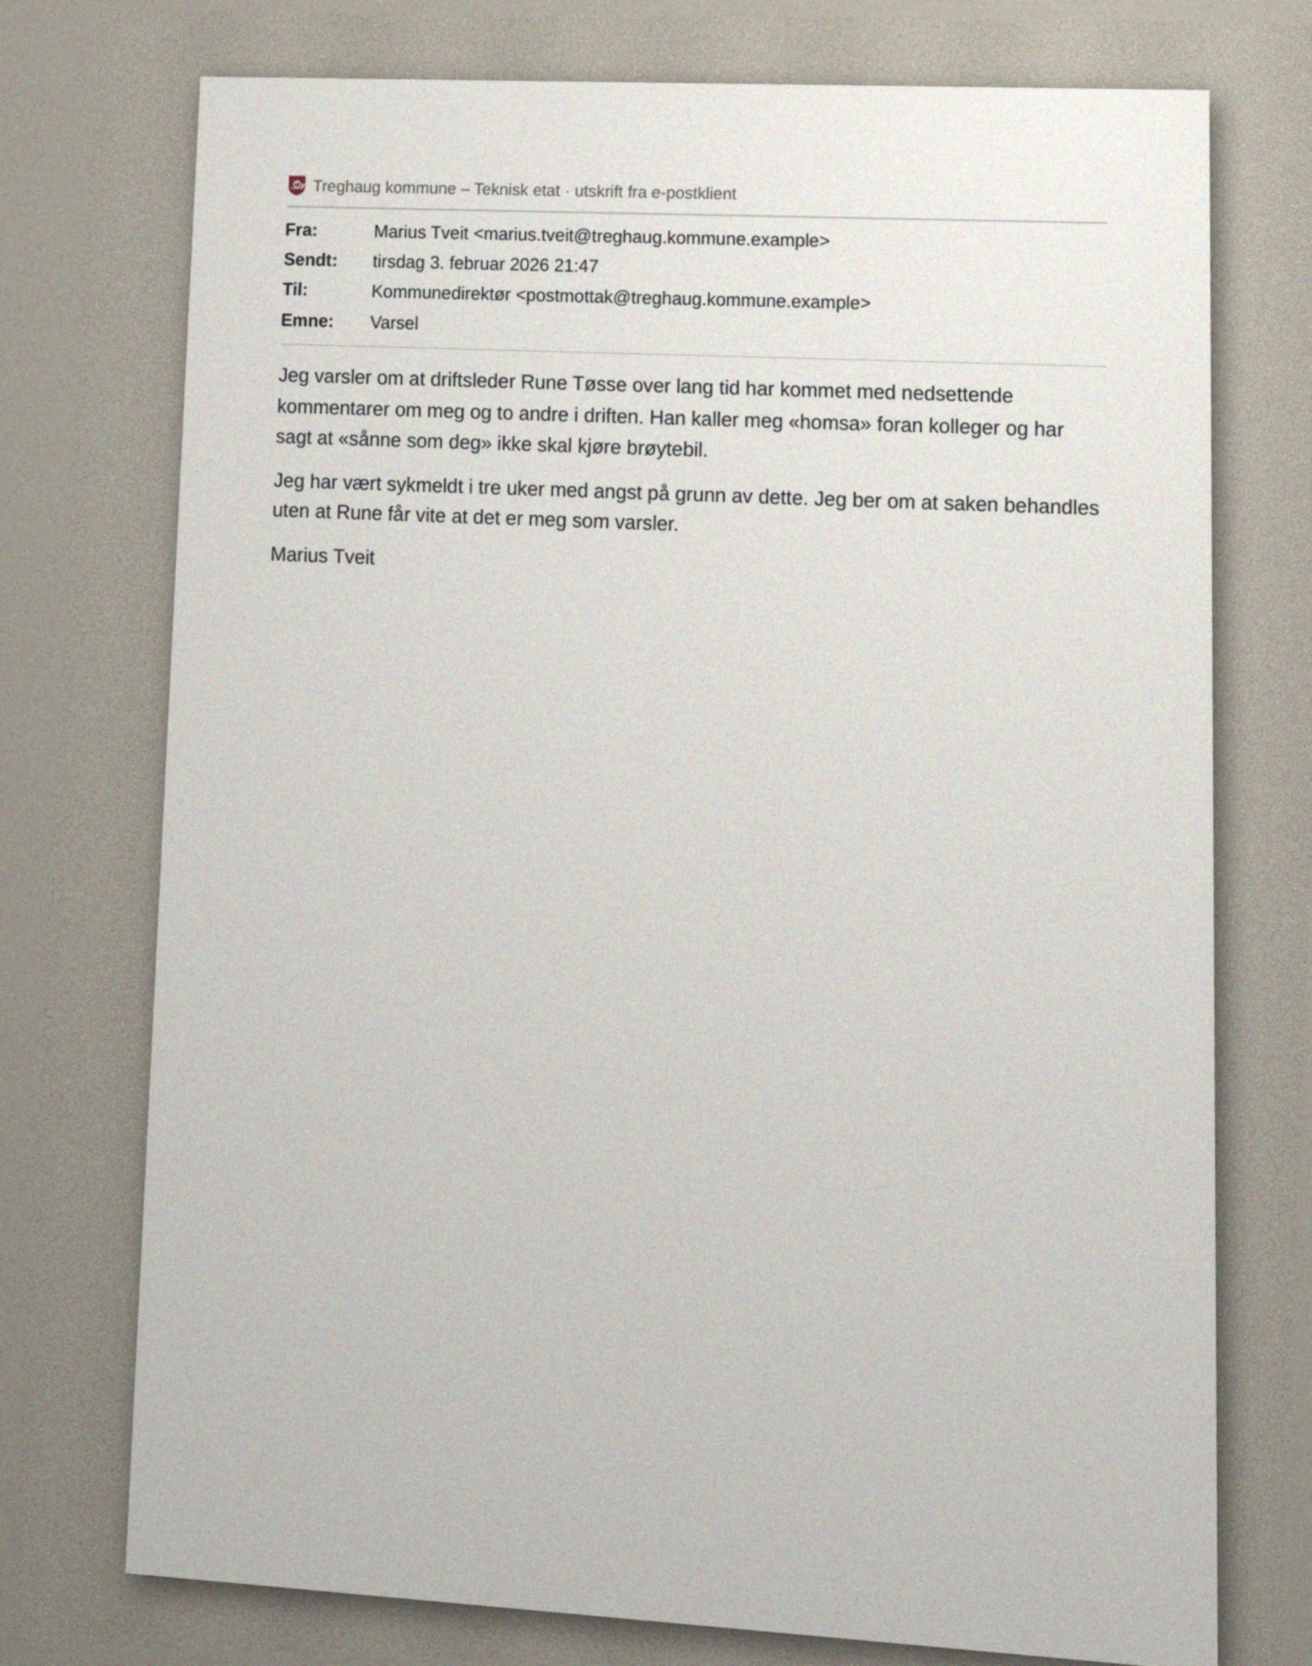 Treghaug kommune – Teknisk etat · utskrift fra e-postklient
Fra: Marius Tveit <marius.tveit@treghaug.kommune.example>
Sendt: tirsdag 3. februar 2026 21:47
Til: Kommunedirektør <postmottak@treghaug.kommune.example>
Emne: Varsel
Jeg varsler om at driftsleder Rune Tøsse over lang tid har kommet med nedsettende
kommentarer om meg og to andre i driften. Han kaller meg «homsa» foran kolleger og har
sagt at «sånne som deg» ikke skal kjøre brøytebil.
Jeg har vært sykmeldt i tre uker med angst på grunn av dette. Jeg ber om at saken behandles
uten at Rune får vite at det er meg som varsler.
Marius Tveit